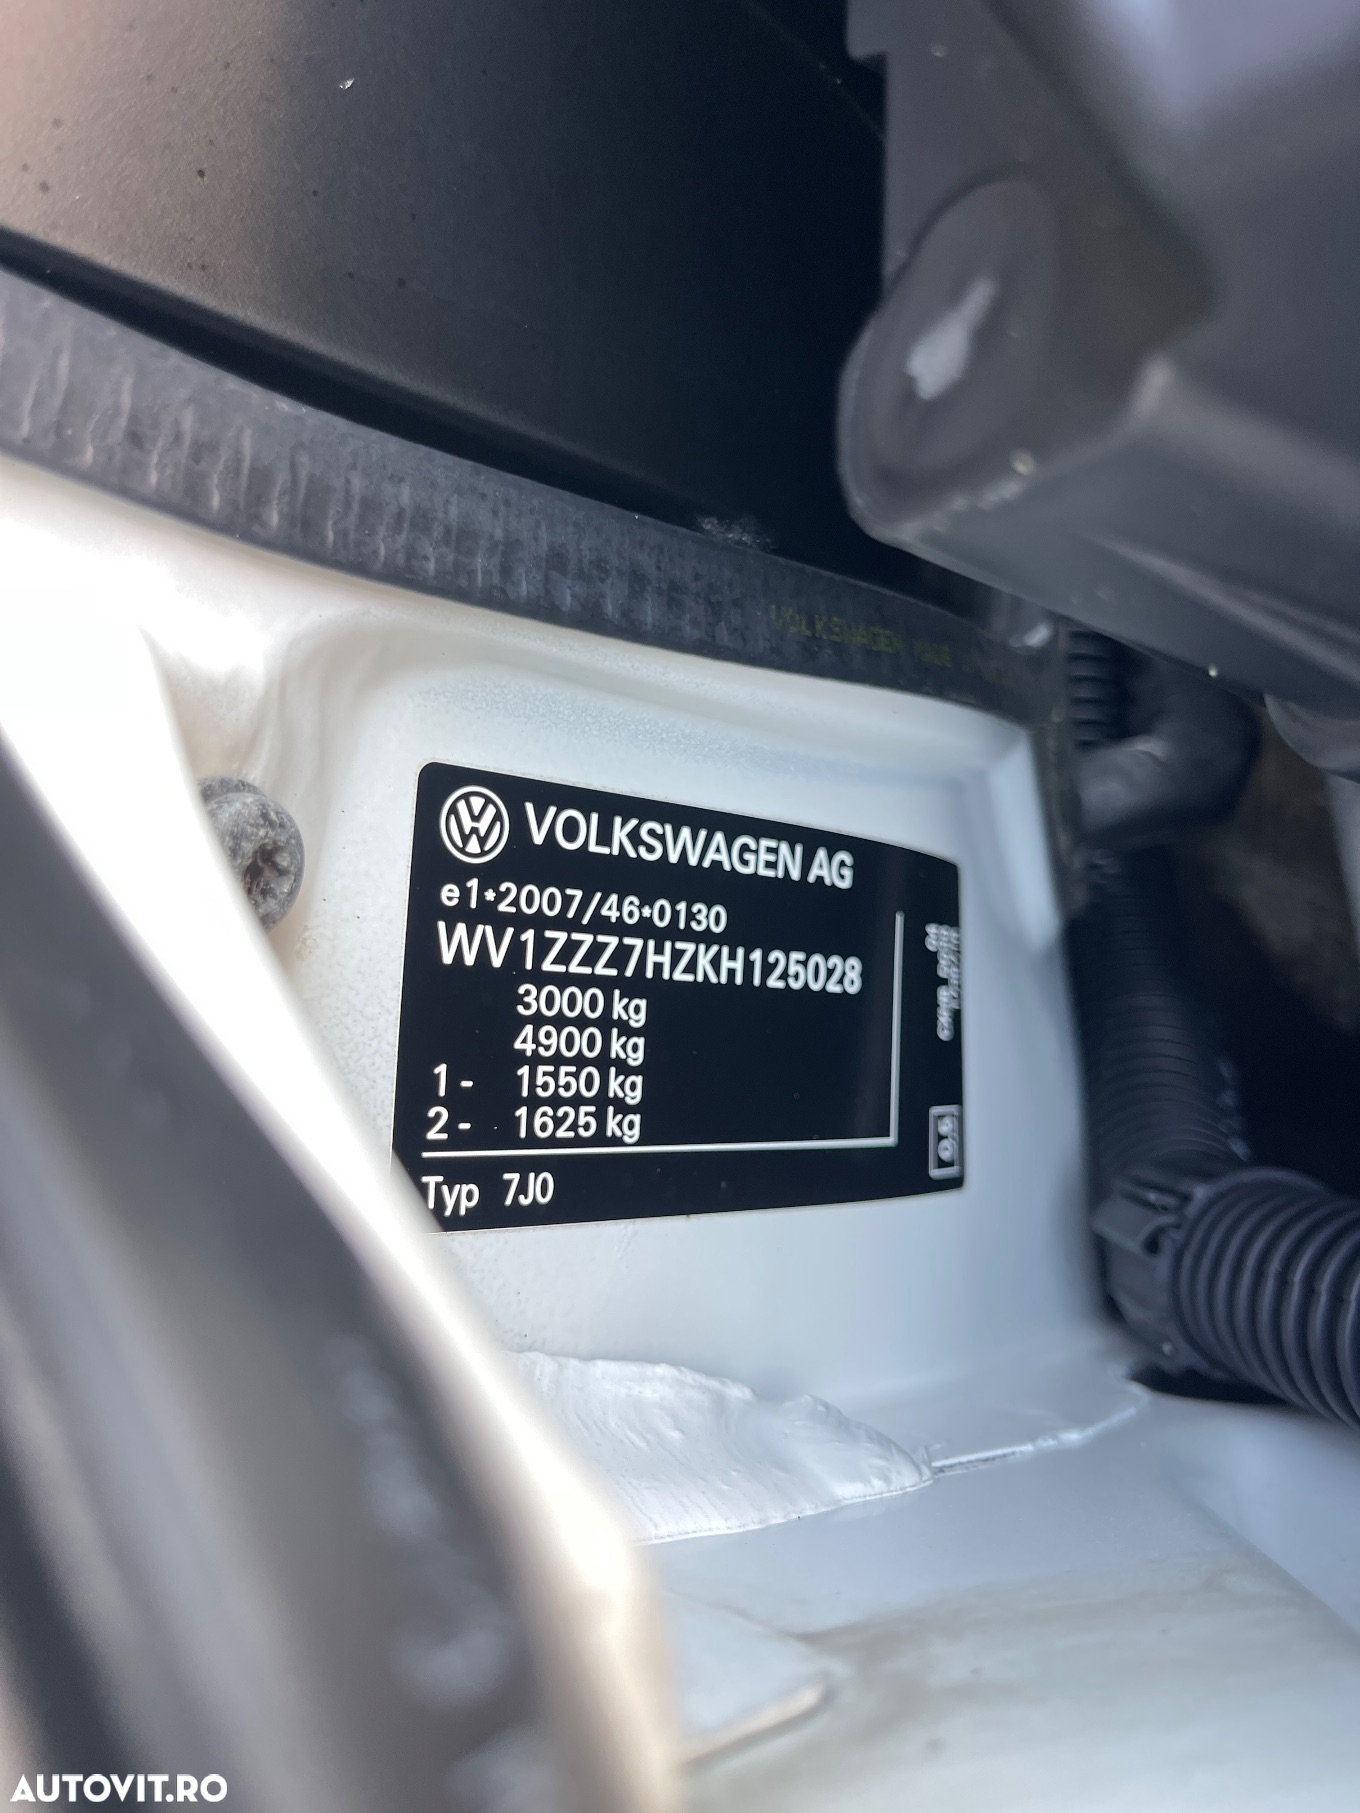 VOLKSWAGEN
VOLKSWAGEN AG
e1*2007/46*0130
WV1ZZZ7HZKH125028
3000 kg
4900 kg
1- 1550 kg
2- 1625 kg
Typ 7J0
AUTOVIT.RO